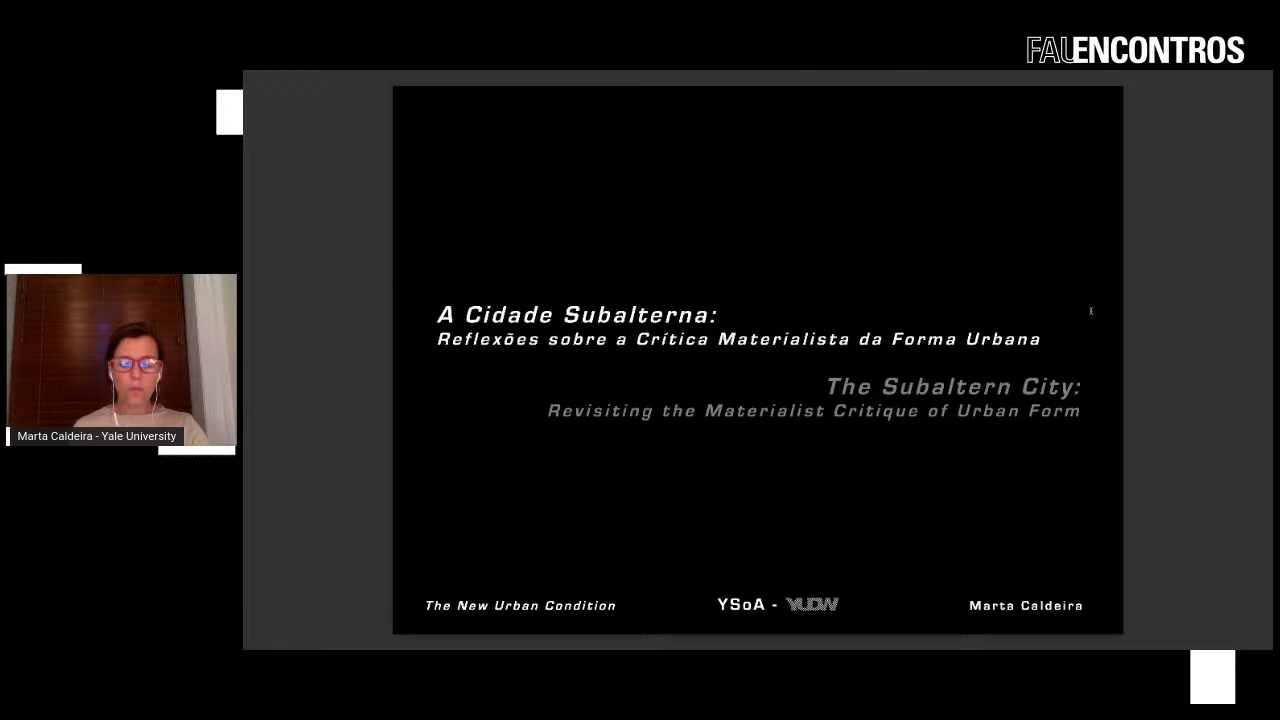 FAUENCONTROS
A Cidade Subalterna:
Reflexões sobre a Crítica Materialista da Forma Urbana
The Subaltern City:
Revisiting the Materialist Critique of Urban Form
Marta Caldeira - Yale University
The New Urban Condition
YSoA - YUDW
Marta Caldeira